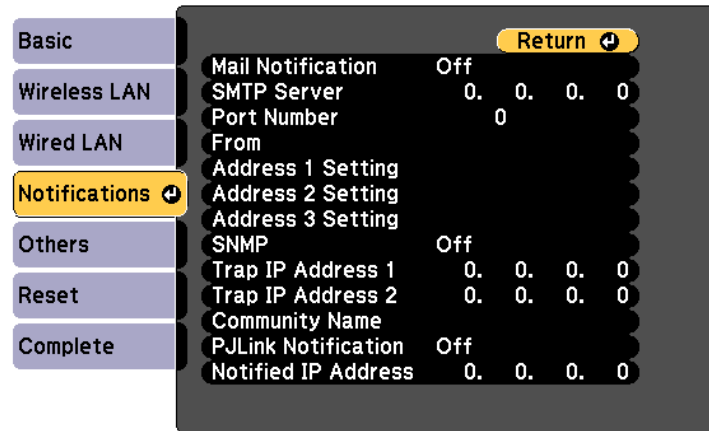 Basic
Wireless LAN
Wired LAN
Notifications
Others
Reset
Complete
Return
Mail Notification Off
SMTP Server 0. 0. 0. 0
Port Number 0
From
Address 1 Setting
Address 2 Setting
Address 3 Setting
SNMP Off
Trap IP Address 1 0. 0. 0. 0
Trap IP Address 2 0. 0. 0. 0
Community Name
PJLink Notification Off
Notified IP Address 0. 0. 0. 0